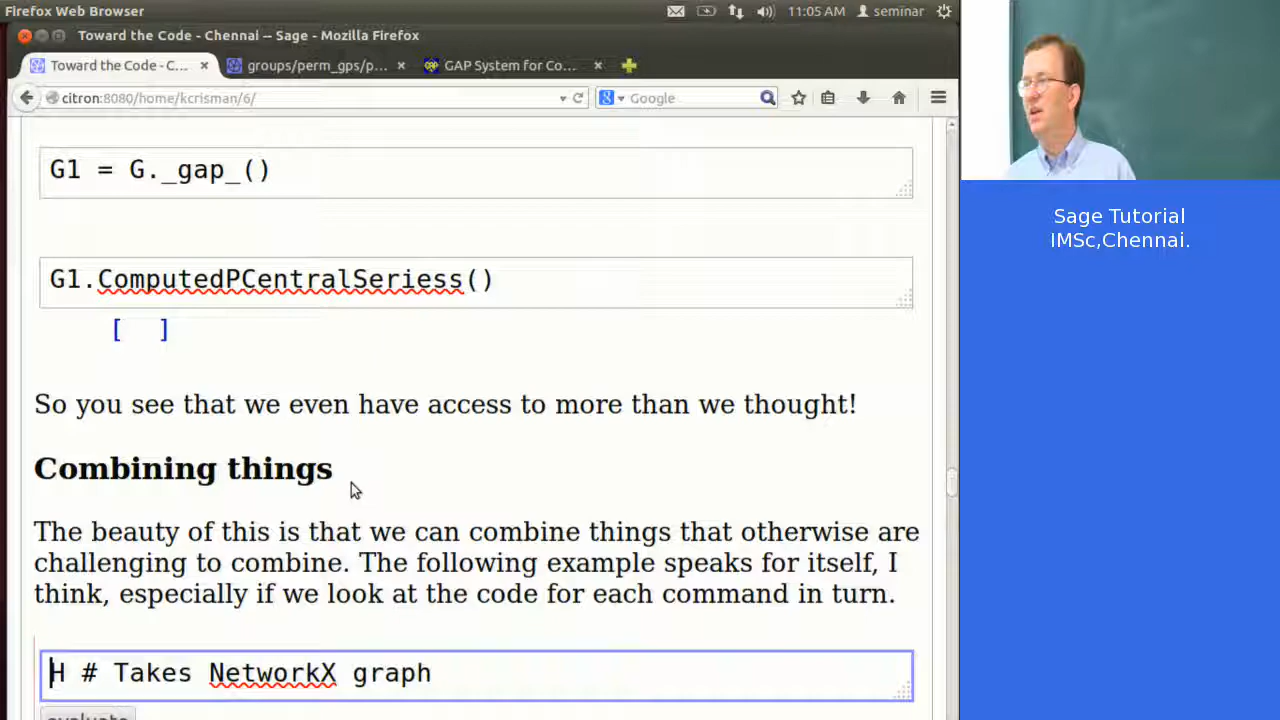 Firefox Web Browser
11:05 AM seminar
Toward the Code - Chennai -- Sage - Mozilla Firefox
Toward the Code - C...
groups/perm_gps/p...
GAP System for Co...
citron:8080/home/kcrisman/6/
Google
G1 = G._gap_()
G1.ComputedPCentralSeriess()
[ ]
So you see that we even have access to more than we thought!
Combining things
The beauty of this is that we can combine things that otherwise are
challenging to combine. The following example speaks for itself, I
think, especially if we look at the code for each command in turn.
H # Takes NetworkX graph
evaluate
Sage Tutorial
IMSc,Chennai.